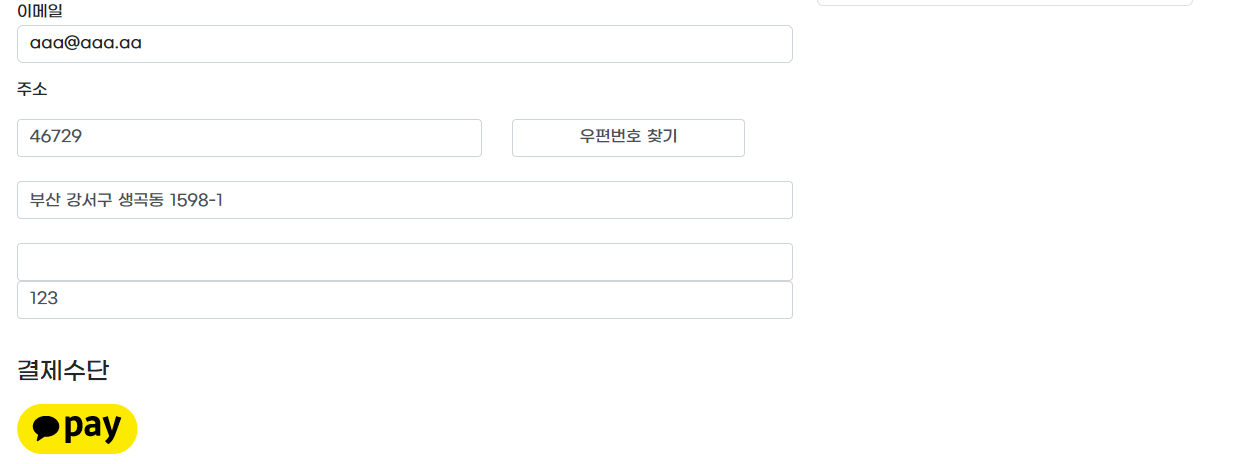 이메일
aaa@aaa.aa
주소
46729 우편번호 찾기
부산 강서구 생곡동 1598-1
123
결제수단
pay